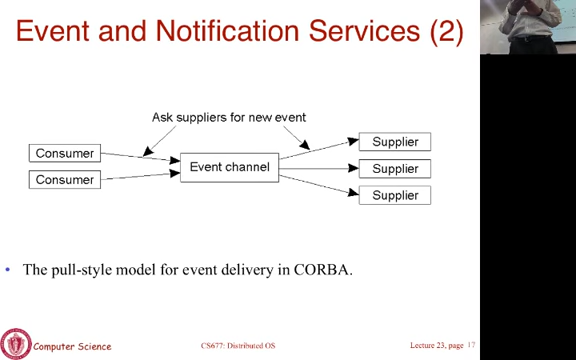 Event and Notification Services (2)
Ask suppliers for new event
Consumer
Consumer
Event channel
Supplier
Supplier
Supplier
• The pull-style model for event delivery in CORBA.
Computer Science
CS677: Distributed OS
Lecture 23, page 17